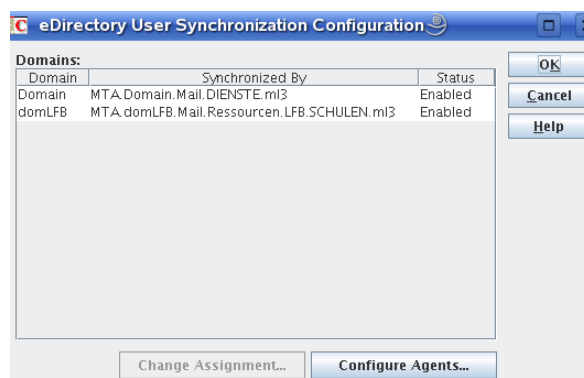 eDirectory User Synchronization Configuration
Domains:
Domain Synchronized By Status
Domain MTA.Domain.Mail.DIENSTE.ml3 Enabled
domLFB MTA.domLFB.Mail.Ressourcen.LFB.SCHULEN.ml3 Enabled
OK
Cancel
Help
Change Assignment... Configure Agents...